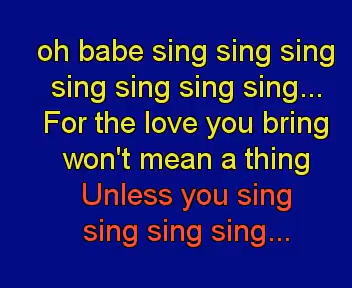 oh babe sing sing sing
sing sing sing sing...
For the love you bring
won't mean a thing
Unless you sing
sing sing sing...